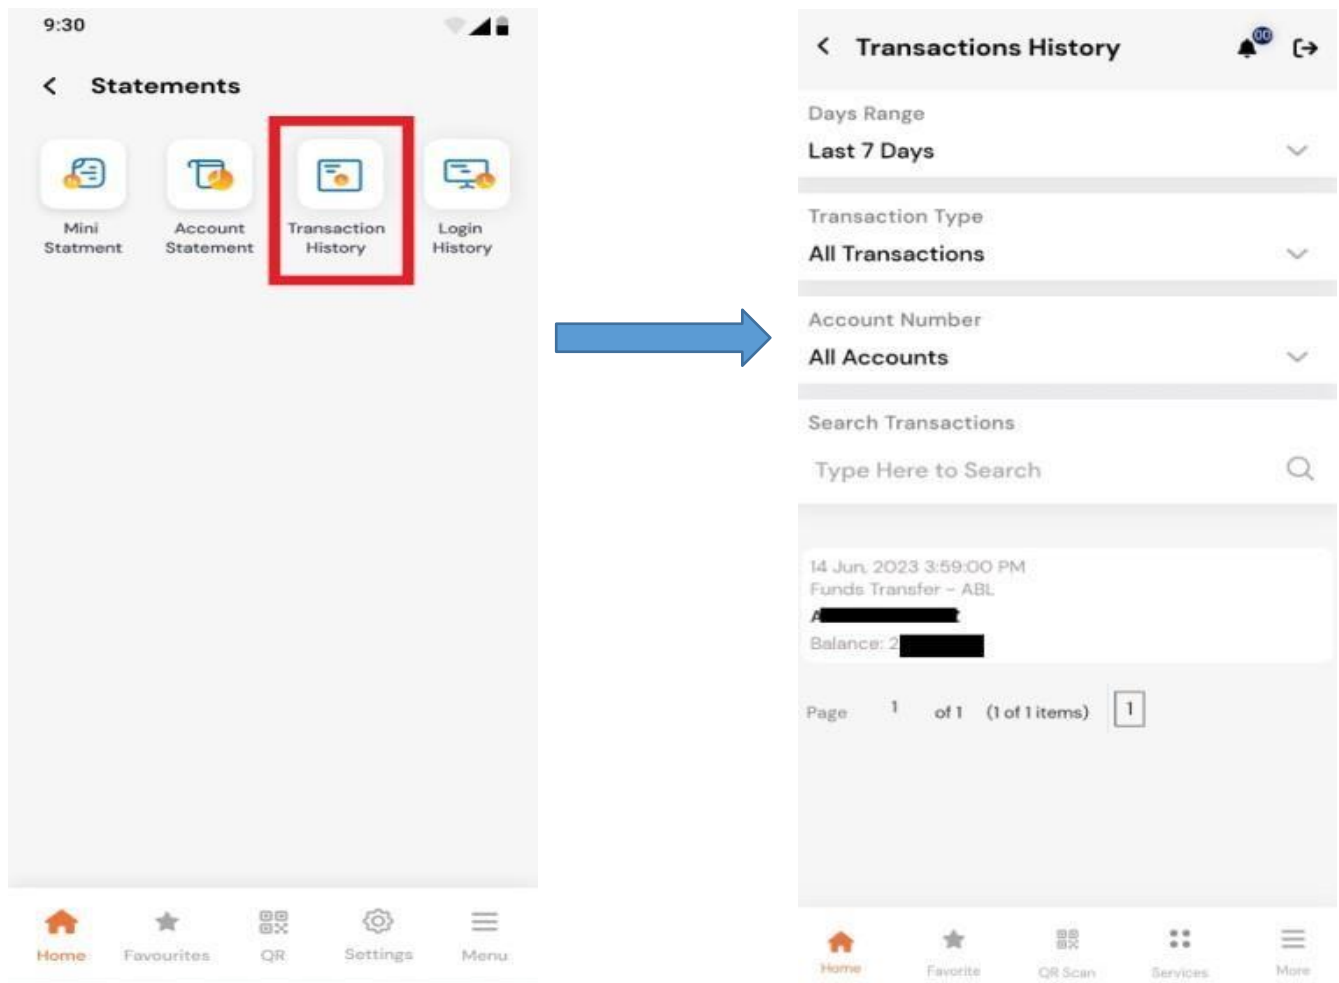 9:30
Statements
Mini
Statment
Account
Statement
Transaction
History
Login
History
Home
Favourites
QR
Settings
Menu
Transactions History
00
Days Range
Last 7 Days
Transaction Type
All Transactions
Account Number
All Accounts
Search Transactions
Type Here to Search
14 Jun, 2023 3:59:00 PM
Funds Transfer - ABL
A
Balance: 2
Page 1 of 1 (1 of 1 items) 1
Home
Favorite
QR Scan
Services
More